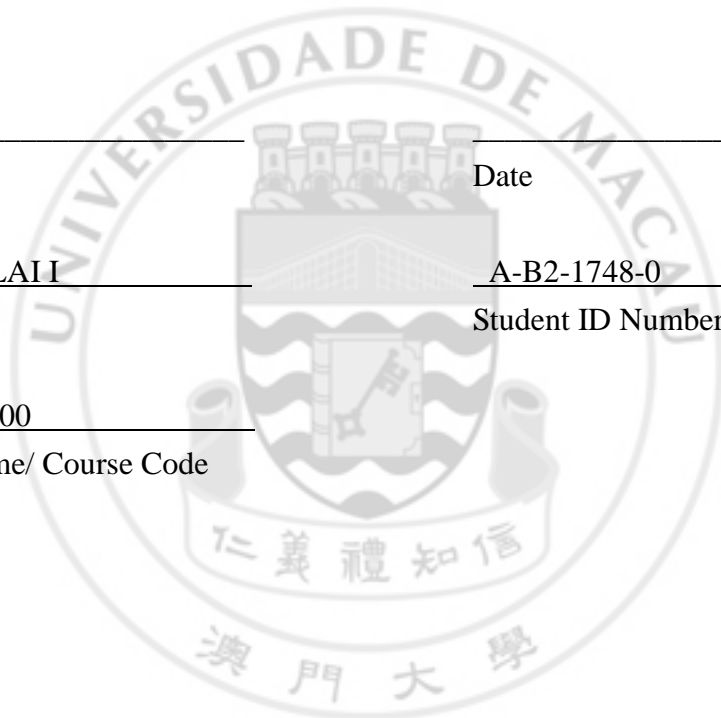 UNIVERSIDADE DE MACAU
Date
LAI I
A-B2-1748-0
Student ID Number
00
me/ Course Code
仁義禮知信
澳門大學